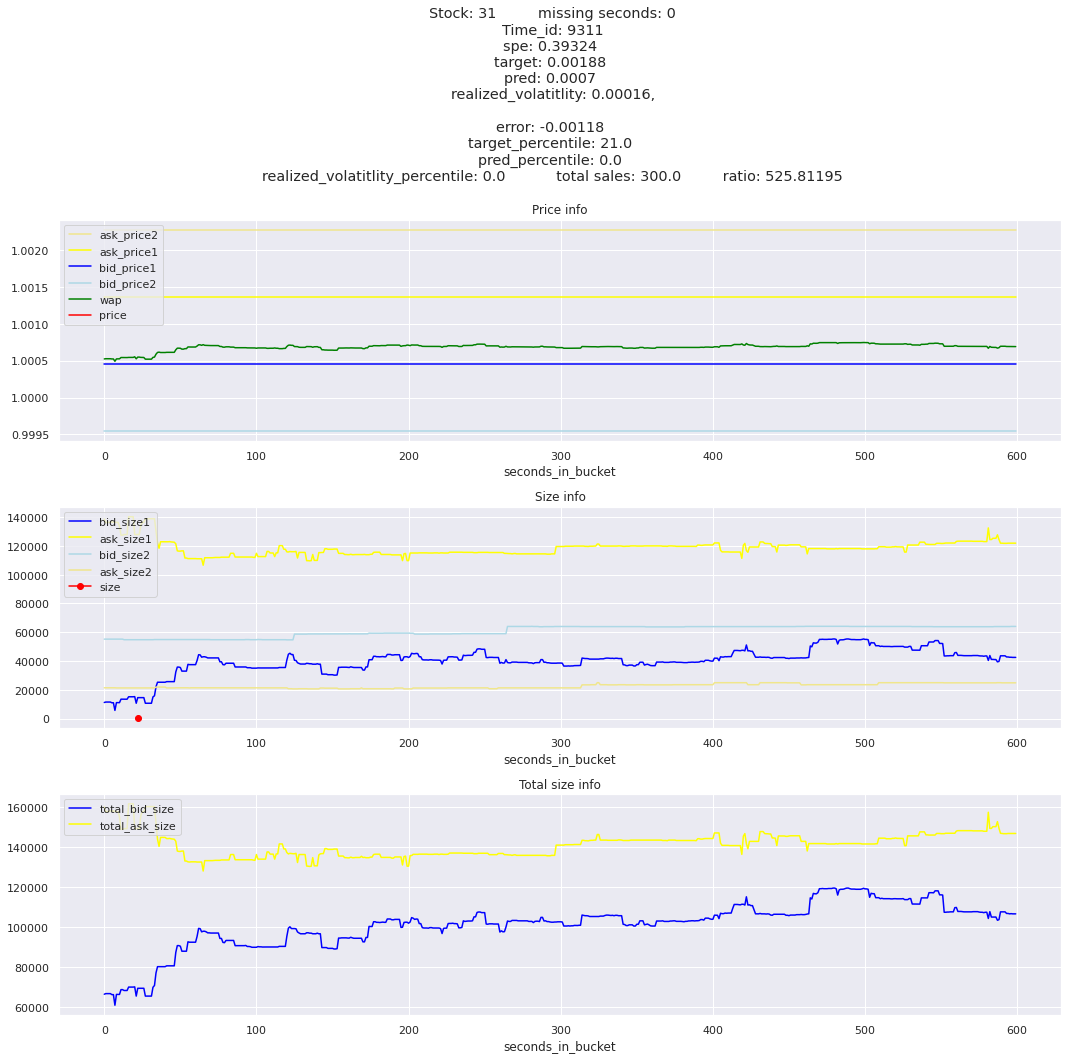 Stock: 31 missing seconds: 0
Time_id: 9311
spe: 0.39324
target: 0.00188
pred: 0.0007
realized_volatitlity: 0.00016,
error: -0.00118
target_percentile: 21.0
pred_percentile: 0.0
realized_volatitlity_percentile: 0.0 total sales: 300.0 ratio: 525.81195
Price info
ask_price2
ask_price1
bid_price1
bid_price2
wap
price
1.0020
1.0015
1.0010
1.0005
1.0000
0.9995
0 100 200 300 400 500 600
seconds_in_bucket
Size info
bid_size1
ask_size1
bid_size2
ask_size2
size
140000
120000
100000
80000
60000
40000
20000
0
0 100 200 300 400 500 600
seconds_in_bucket
Total size info
total_bid_size
total_ask_size
160000
140000
120000
100000
80000
60000
0 100 200 300 400 500 600
seconds_in_bucket